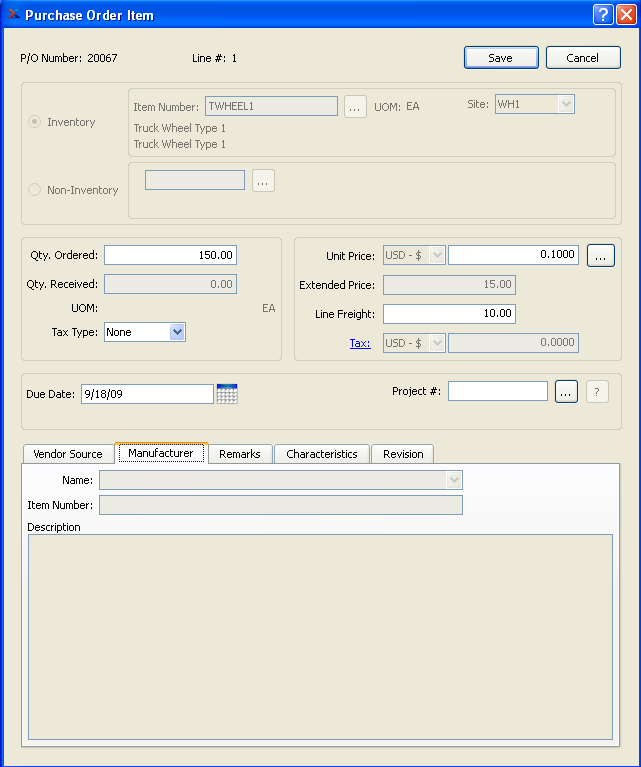 Purchase Order Item
P/O Number: 20067 Line #: 1 Save Cancel
Inventory
Item Number: TWHEEL1 ... UOM: EA Site: WH1
Truck Wheel Type 1
Truck Wheel Type 1
Non-Inventory ...
Qty. Ordered: 150.00
Qty. Received: 0.00
UOM: EA
Tax Type: None
Unit Price: USD - $ 0.1000 ...
Extended Price: 15.00
Line Freight: 10.00
Tax: USD - $ 0.0000
Due Date: 9/18/09 Project #: ... ?
Vendor Source Manufacturer Remarks Characteristics Revision
Name:
Item Number:
Description